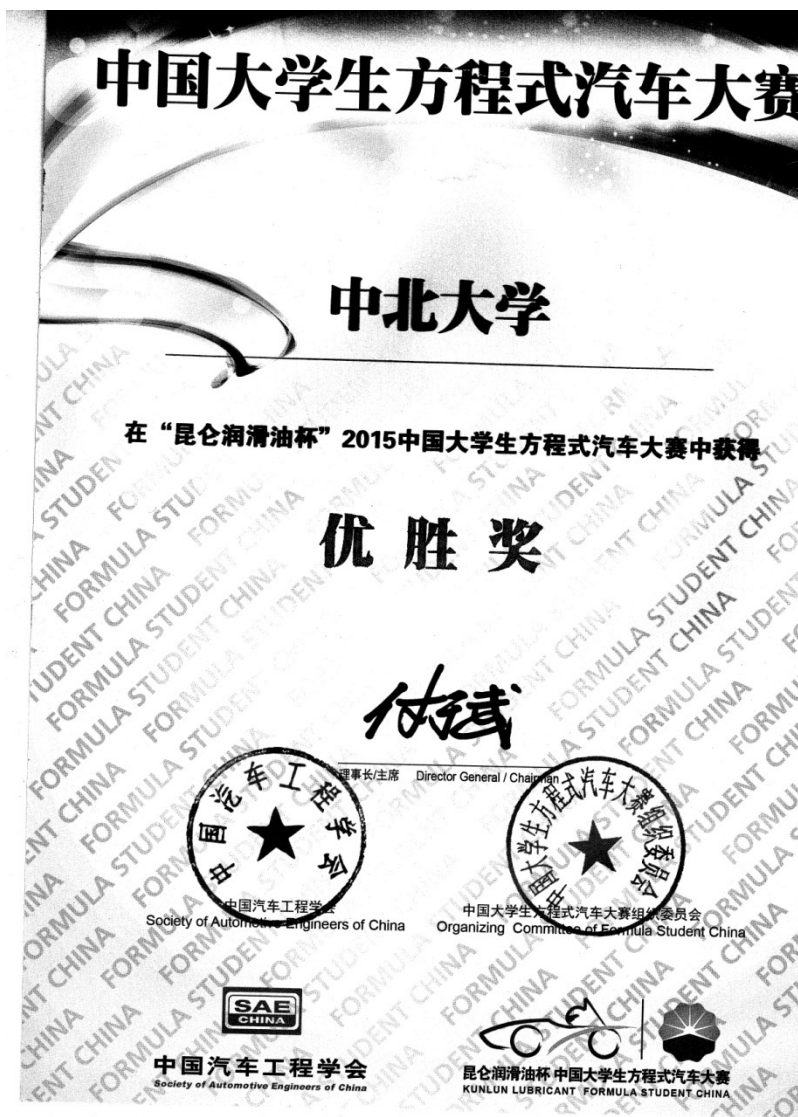 中国大学生方程式汽车大赛
中北大学
在“昆仑润滑油杯”2015中国大学生方程式汽车大赛中获得
优胜奖
理事长/主席 Director General / Chairman
中国汽车工程学会
中国大学生方程式汽车大赛组织委员会
中国汽车工程学会
Society of Automotive Engineers of China
中国大学生方程式汽车大赛组织委员会
Organizing Committee of Formula Student China
SAE
CHINA
中国汽车工程学会
Society of Automotive Engineers of China
昆仑润滑油杯 中国大学生方程式汽车大赛
KUNLUN LUBRICANT FORMULA STUDENT CHINA
FORMULA STUDENT CHINA